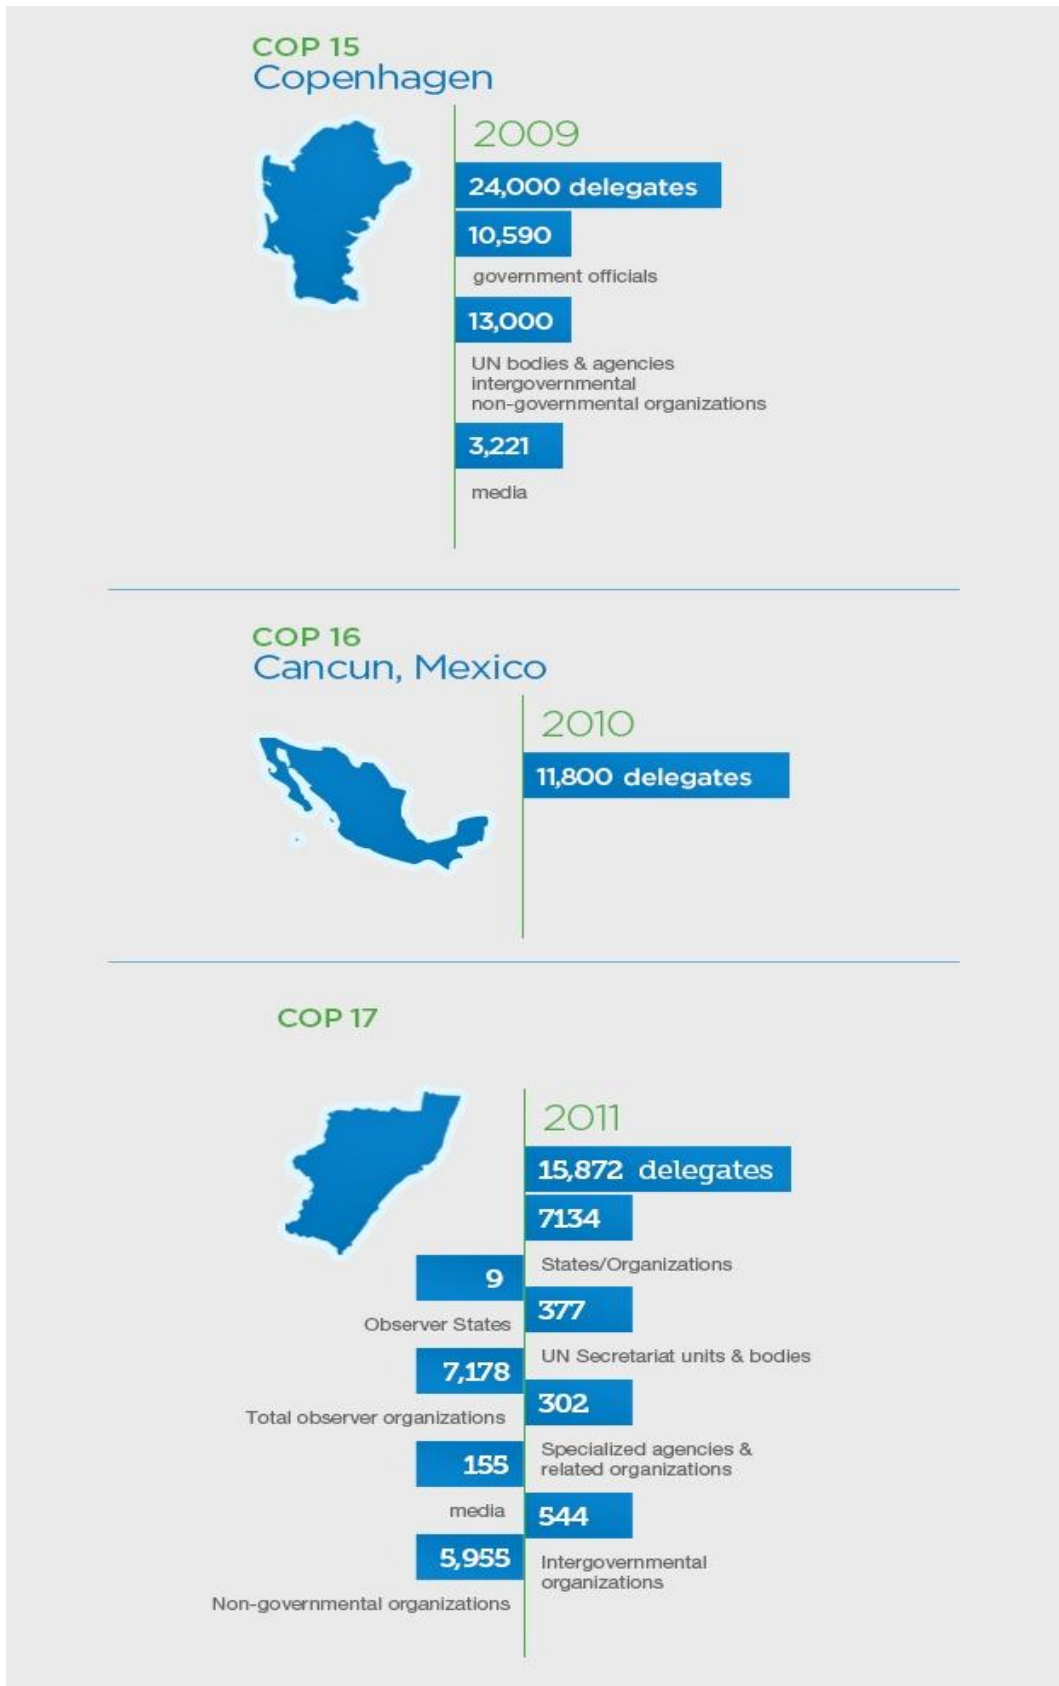 COP 15
Copenhagen
2009
24,000 delegates
10,590
government officials
13,000
UN bodies & agencies
intergovernmental
non-governmental organizations
3,221
media
COP 16
Cancun, Mexico
2010
11,800 delegates
COP 17
2011
15,872 delegates
7134
States/Organizations
9
Observer States
377
UN Secretariat units & bodies
7,178
Total observer organizations
302
Specialized agencies &
related organizations
155
media
544
Intergovernmental
organizations
5,955
Non-governmental organizations